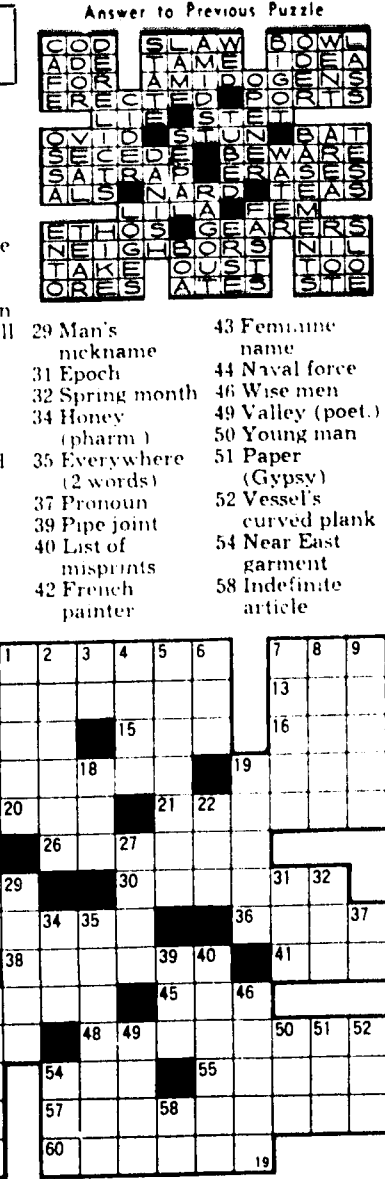 Answer to Previous Puzzle
COD SLAW BOWL
ADE TAME IDEA
FOR AMIDOGENS
ERECTED PORTS
LIE STET
OVID STUN BAT
SECEDE BEWARE
SATRAP ERASES
ALS NARD TEAS
LILA FEM
ETHOS GEARERS
NEIGHBORS NIL
TAKE OUST TOO
ORES ATES STE
e
n
ll
29 Man's
nickname
31 Epoch
32 Spring month
34 Honey
(pharm.)
35 Everywhere
(2 words)
37 Pronoun
39 Pipe joint
40 List of
misprints
42 French
painter
43 Feminine
name
44 Naval force
46 Wise men
49 Valley (poet.)
50 Young man
51 Paper
(Gypsy)
52 Vessel's
curved plank
54 Near East
garment
58 Indefinite
article
1 2 3 4 5 6 7 8 9
13
15 16
18 19
20 21 22
26 27
29 30 31 32
34 35 36 37
38 39 40 41
45 46
48 49 50 51 52
54 55
57 58
60 19